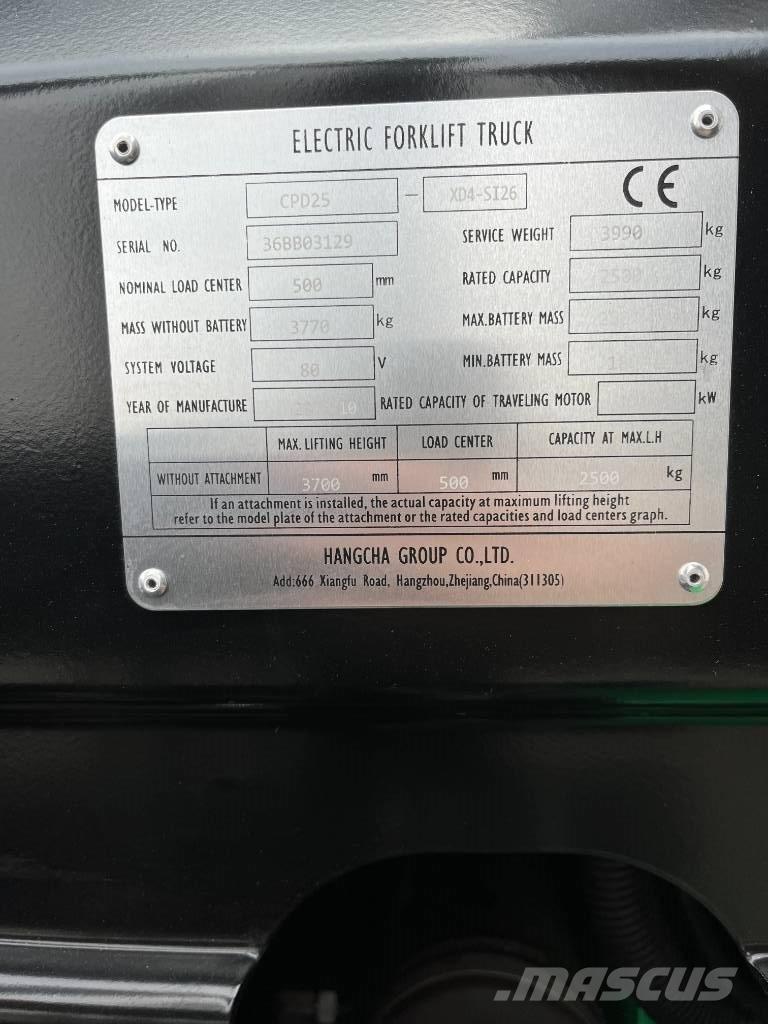 ELECTRIC FORKLIFT TRUCK
MODEL-TYPE CPD25 - XD4-SI26 CE
SERIAL NO. 36BB03129 SERVICE WEIGHT 3990 kg
NOMINAL LOAD CENTER 500 mm RATED CAPACITY 2500 kg
MASS WITHOUT BATTERY 3770 kg MAX.BATTERY MASS kg
SYSTEM VOLTAGE 80 V MIN.BATTERY MASS kg
YEAR OF MANUFACTURE 10 RATED CAPACITY OF TRAVELING MOTOR kW
MAX. LIFTING HEIGHT LOAD CENTER CAPACITY AT MAX.L.H
WITHOUT ATTACHMENT 3700 mm 500 mm 2500 kg
If an attachment is installed, the actual capacity at maximum lifting height
refer to the model plate of the attachment or the rated capacities and load centers graph.
HANGCHA GROUP CO.,LTD.
Add:666 Xiangfu Road, Hangzhou,Zhejiang,China(311305)
MASCUS